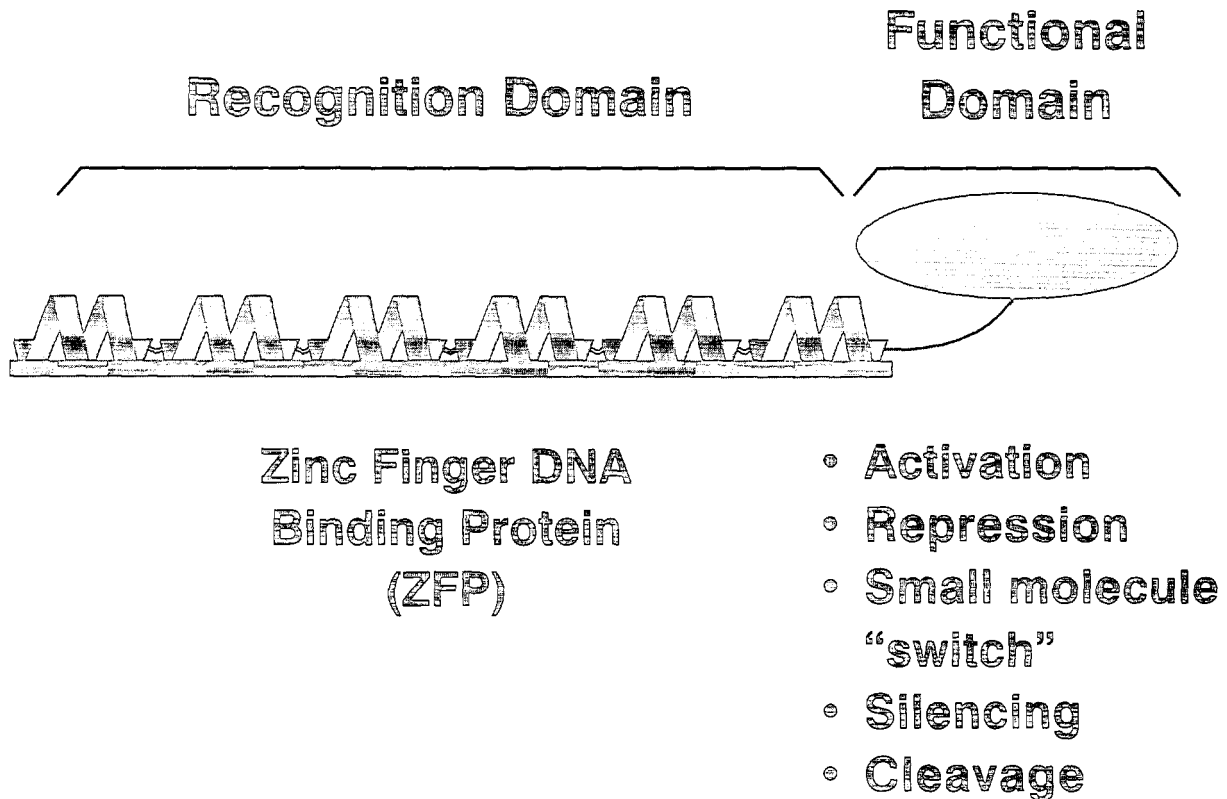 Recognition Domain
Functional
Domain
Zinc Finger DNA
Binding Protein
(ZFP)
• Activation
• Repression
• Small molecule
“switch”
• Silencing
• Cleavage